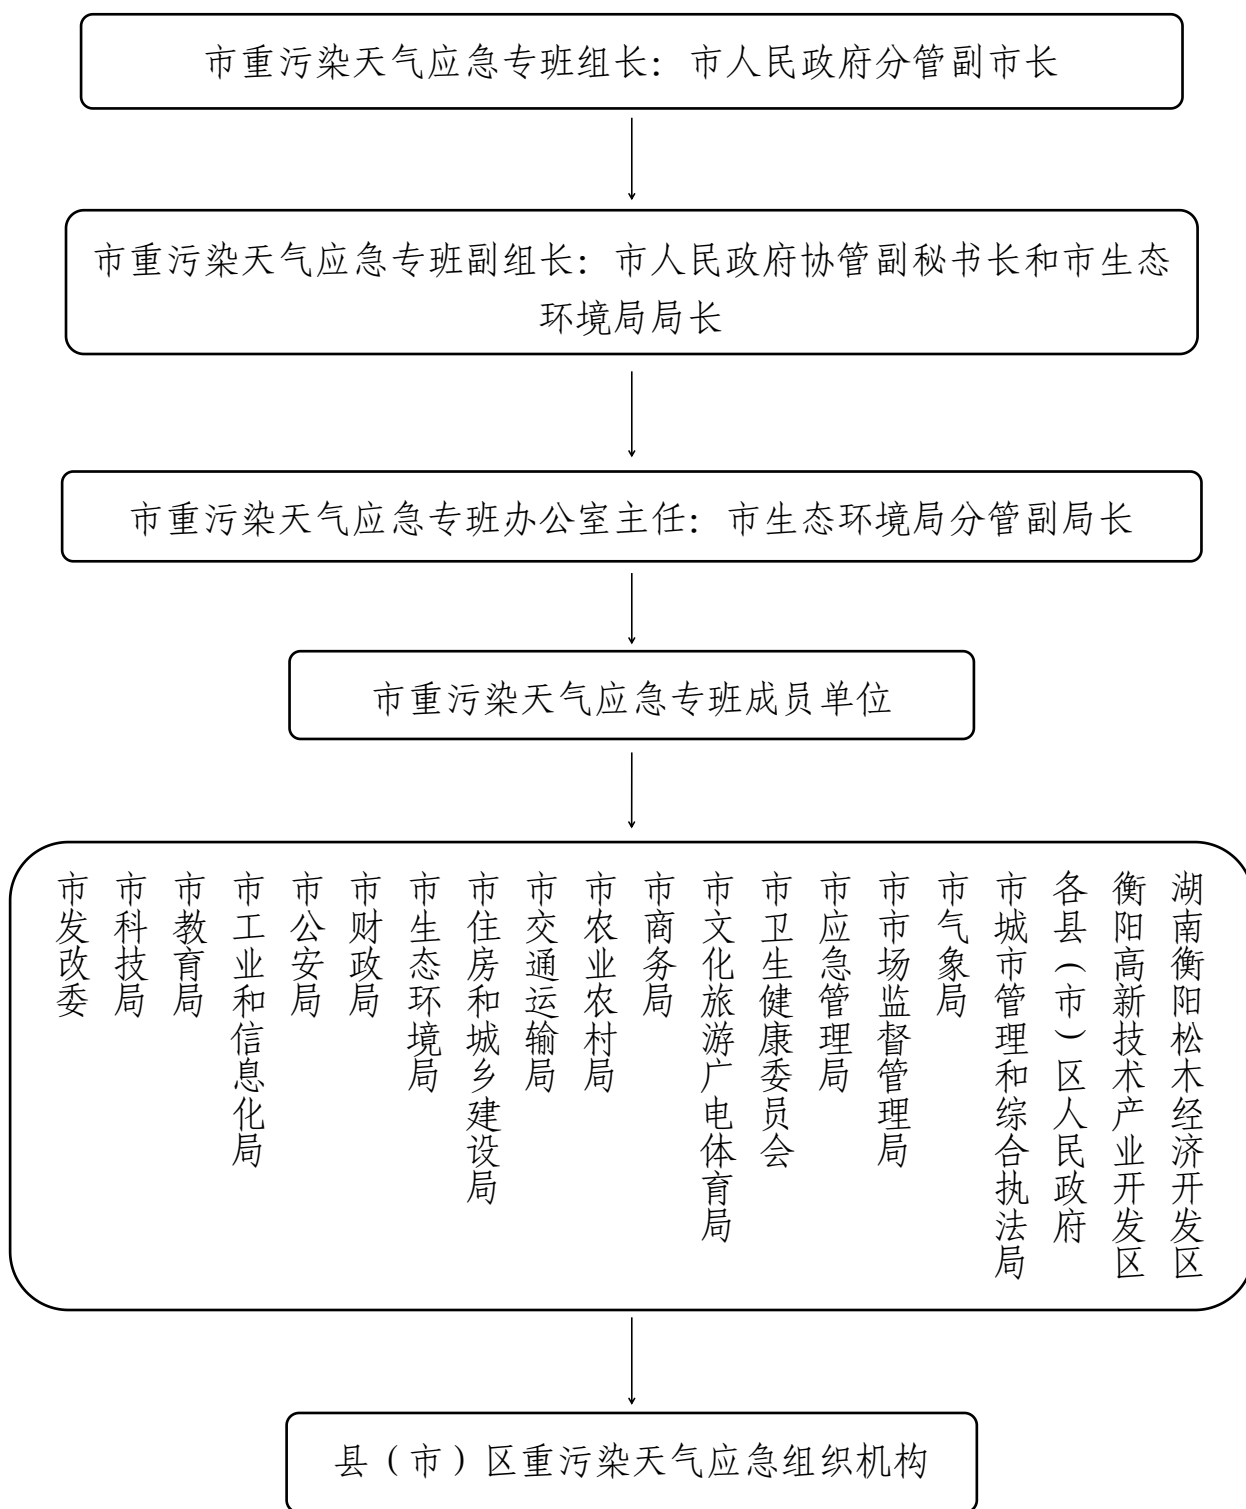 市重污染天气应急专班组长：市人民政府分管副市长
市重污染天气应急专班副组长：市人民政府协管副秘书长和市生态
环境局局长
市重污染天气应急专班办公室主任：市生态环境局分管副局长
市重污染天气应急专班成员单位
市发改委
市科技局
市教育局
市工业和信息化局
市公安局
市财政局
市生态环境局
市住房和城乡建设局
市交通运输局
市农业农村局
市商务局
市文化旅游广电体育局
市卫生健康委员会
市应急管理局
市市场监督管理局
市气象局
市城市管理和综合执法局
各县（市）区人民政府
衡阳高新技术产业开发区
湖南衡阳松木经济开发区
县（市）区重污染天气应急组织机构